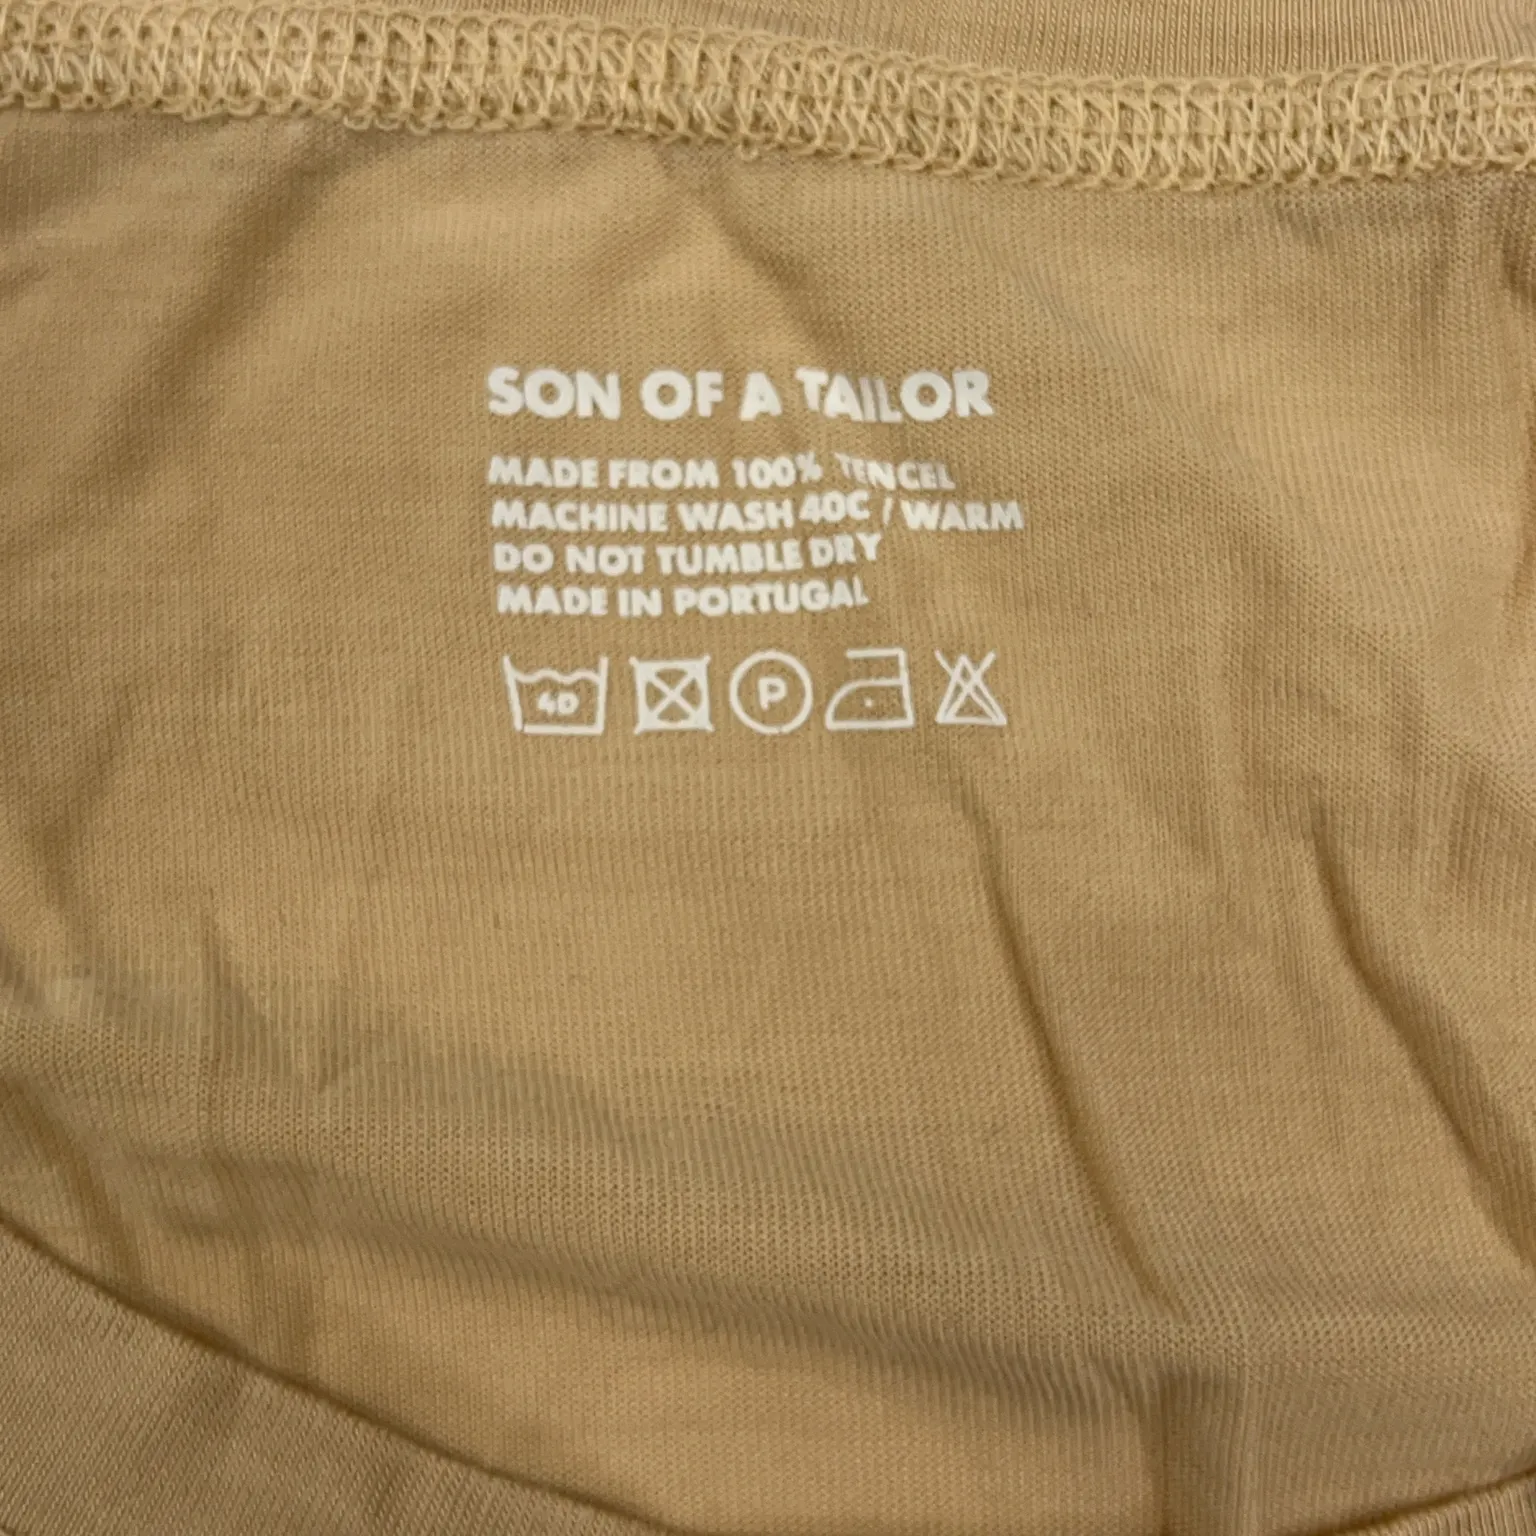 SON OF A TAILOR
MADE FROM 100% TENCEL
MACHINE WASH 40C / WARM
DO NOT TUMBLE DRY
MADE IN PORTUGAL
40 P